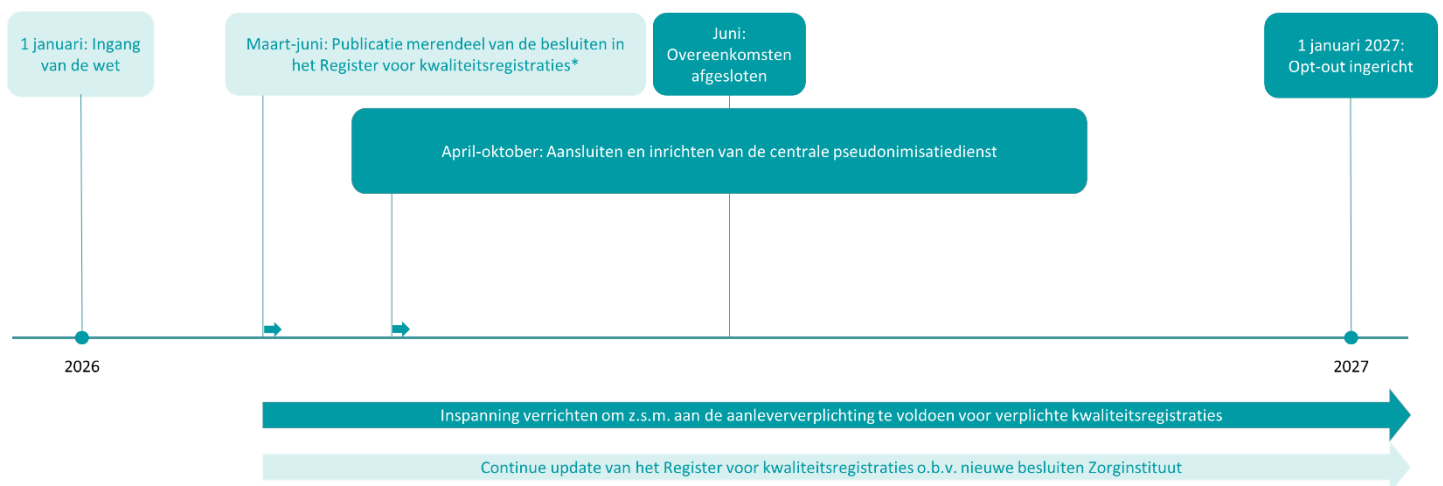 1 januari: Ingang
van de wet
Maart-juni: Publicatie merendeel van de besluiten in
het Register voor kwaliteitsregistraties*
Juni:
Overeenkomsten
afgesloten
1 januari 2027:
Opt-out ingericht
April-oktober: Aansluiten en inrichten van de centrale pseudonimisatiedienst
2026
2027
Inspanning verrichten om z.s.m. aan de aanleververplichting te voldoen voor verplichte kwaliteitsregistraties
Continue update van het Register voor kwaliteitsregistraties o.b.v. nieuwe besluiten Zorginstituut